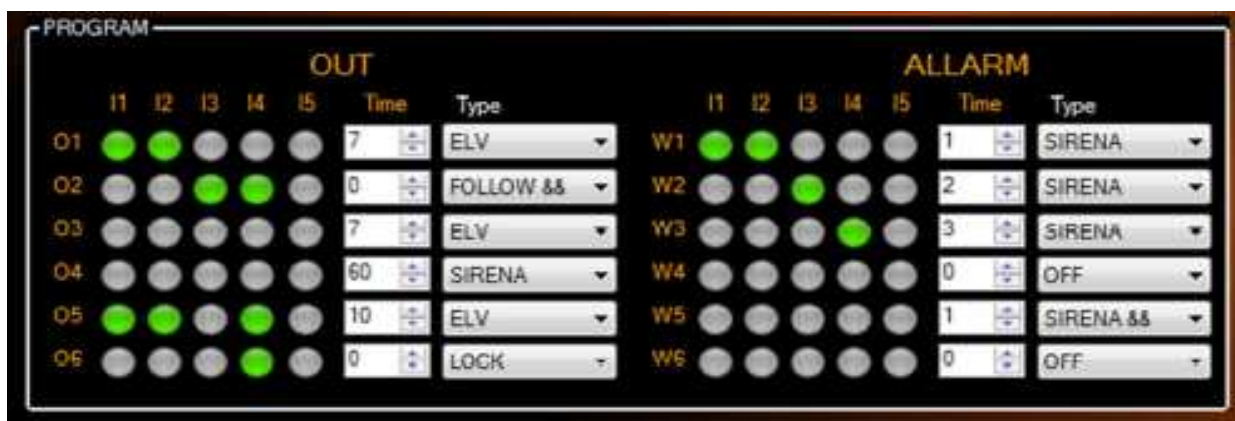 PROGRAM
OUT ALLARM
I1 I2 I3 I4 I5 Time Type I1 I2 I3 I4 I5 Time Type
O1 7 ELV W1 1 SIRENA
O2 0 FOLLOW && W2 2 SIRENA
O3 7 ELV W3 3 SIRENA
O4 60 SIRENA W4 0 OFF
O5 10 ELV W5 1 SIRENA &&
O6 0 LOCK W6 0 OFF